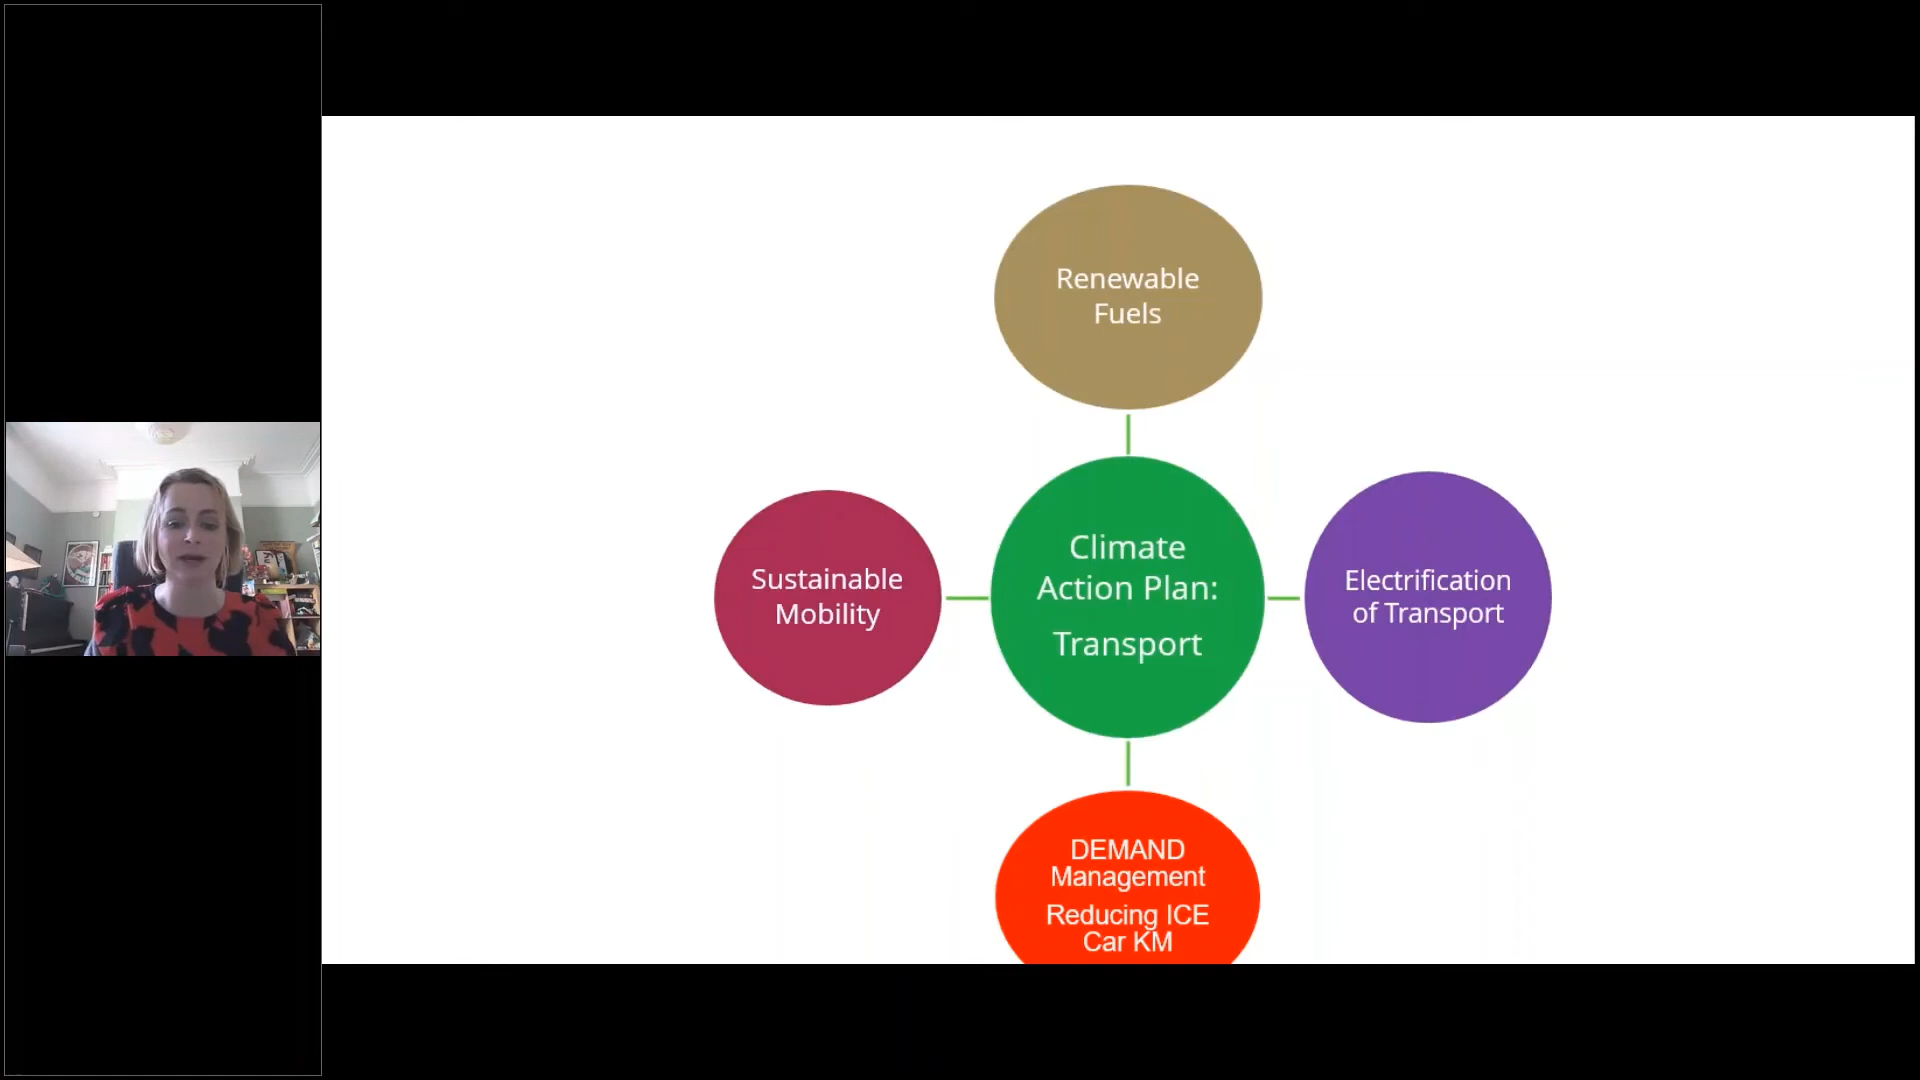 Renewable
Fuels
Sustainable
Mobility
Climate
Action Plan:
Transport
Electrification
of Transport
DEMAND
Management
Reducing ICE
Car KM